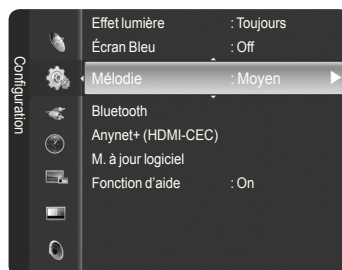 Configuration
Effet lumière : Toujours
Écran Bleu : Off
Mélodie : Moyen
Bluetooth
Anynet+ (HDMI-CEC)
M. à jour logiciel
Fonction d’aide : On